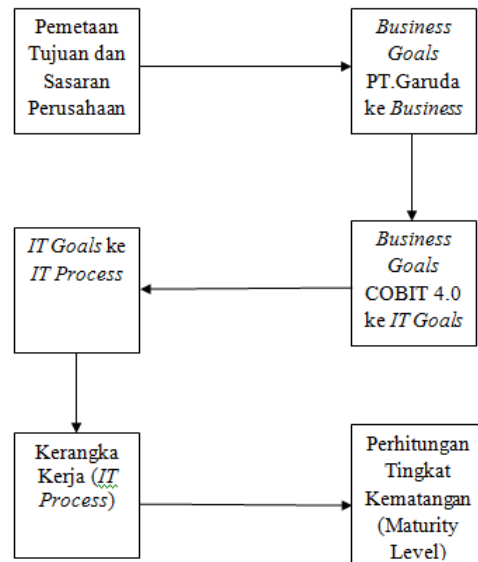 Pemetaan
Tujuan dan
Sasaran
Perusahaan
Business
Goals
PT.Garuda
ke Business
Business
Goals
COBIT 4.0
ke IT Goals
IT Goals ke
IT Process
Kerangka
Kerja (IT
Process)
Perhitungan
Tingkat
Kematangan
(Maturity
Level)